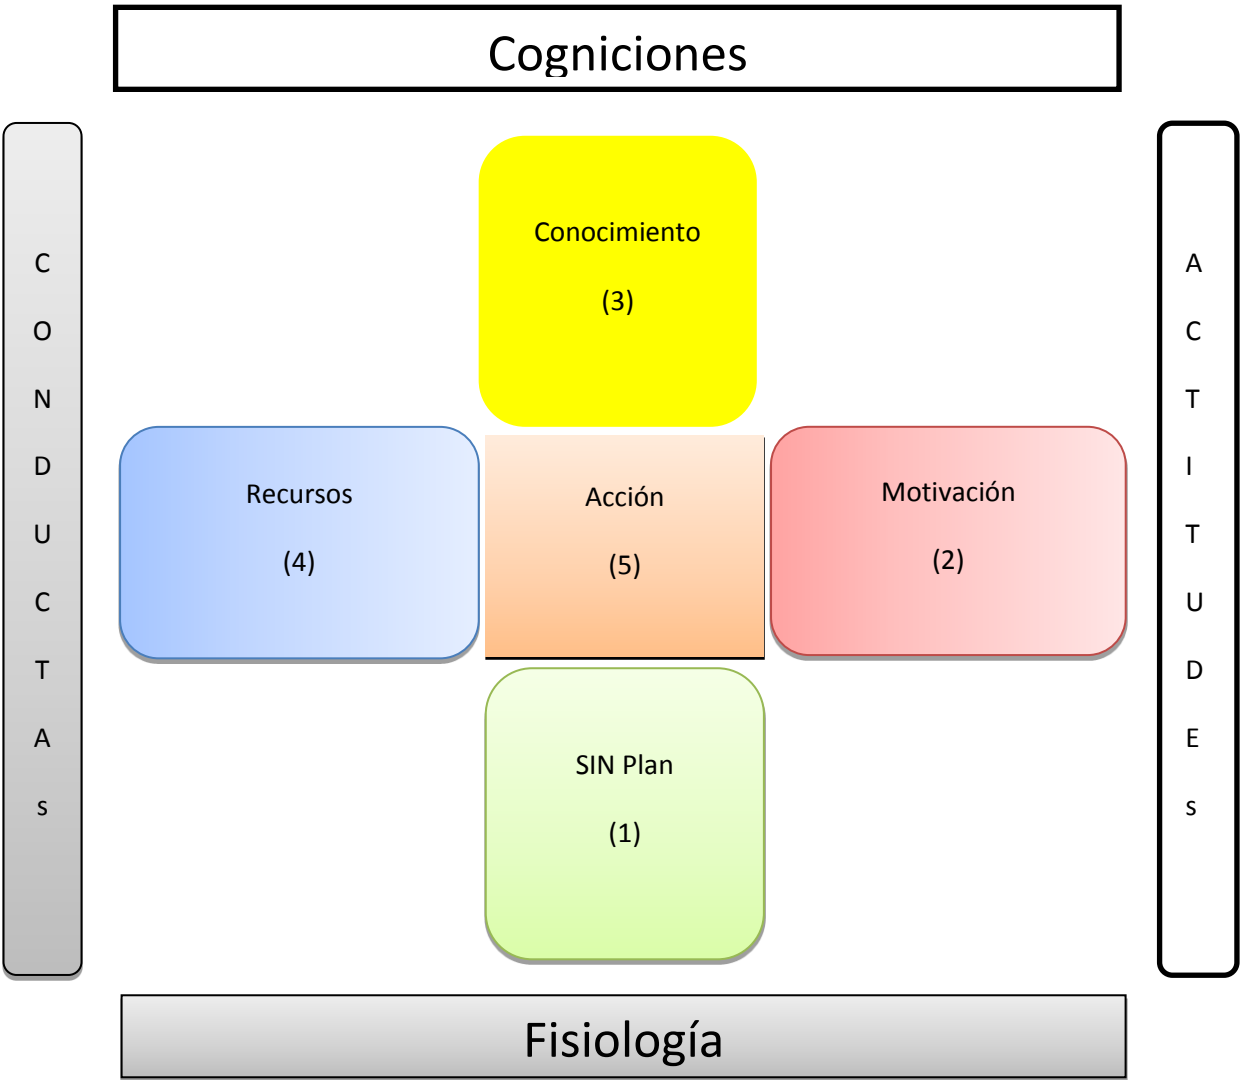 Cogniciones
C
O
N
D
U
C
T
A
s
Conocimiento
(3)
Recursos
(4)
Acción
(5)
Motivación
(2)
SIN Plan
(1)
A
C
T
I
T
U
D
E
s
Fisiología